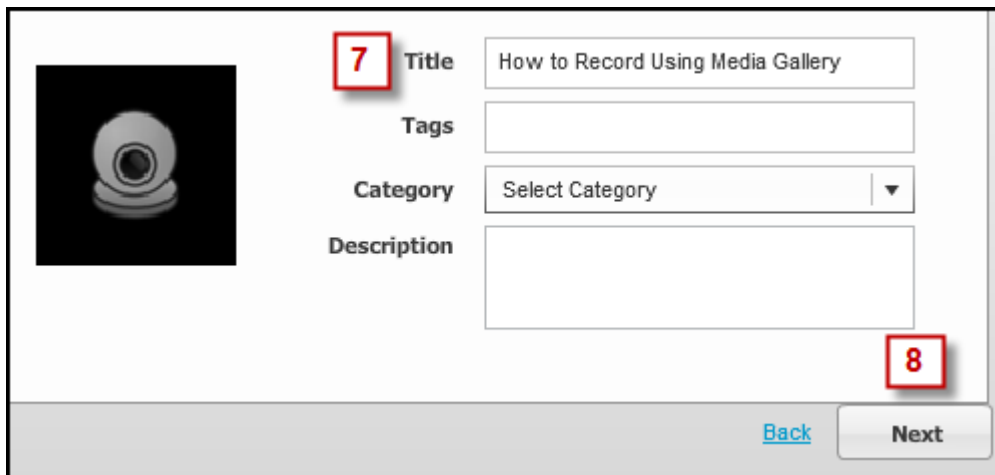 7 Title How to Record Using Media Gallery
Tags
Category Select Category
Description
8
Back Next